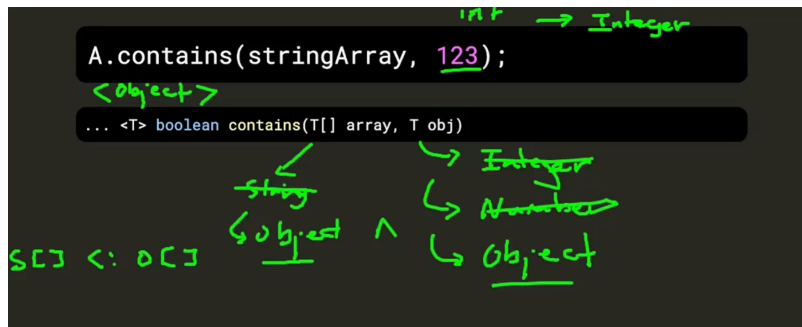 int → Integer
A.contains(stringArray, 123);
<Object>
... <T> boolean contains(T[] array, T obj)
String
Integer
Number
Object ∧ Object
S[] <: O[]